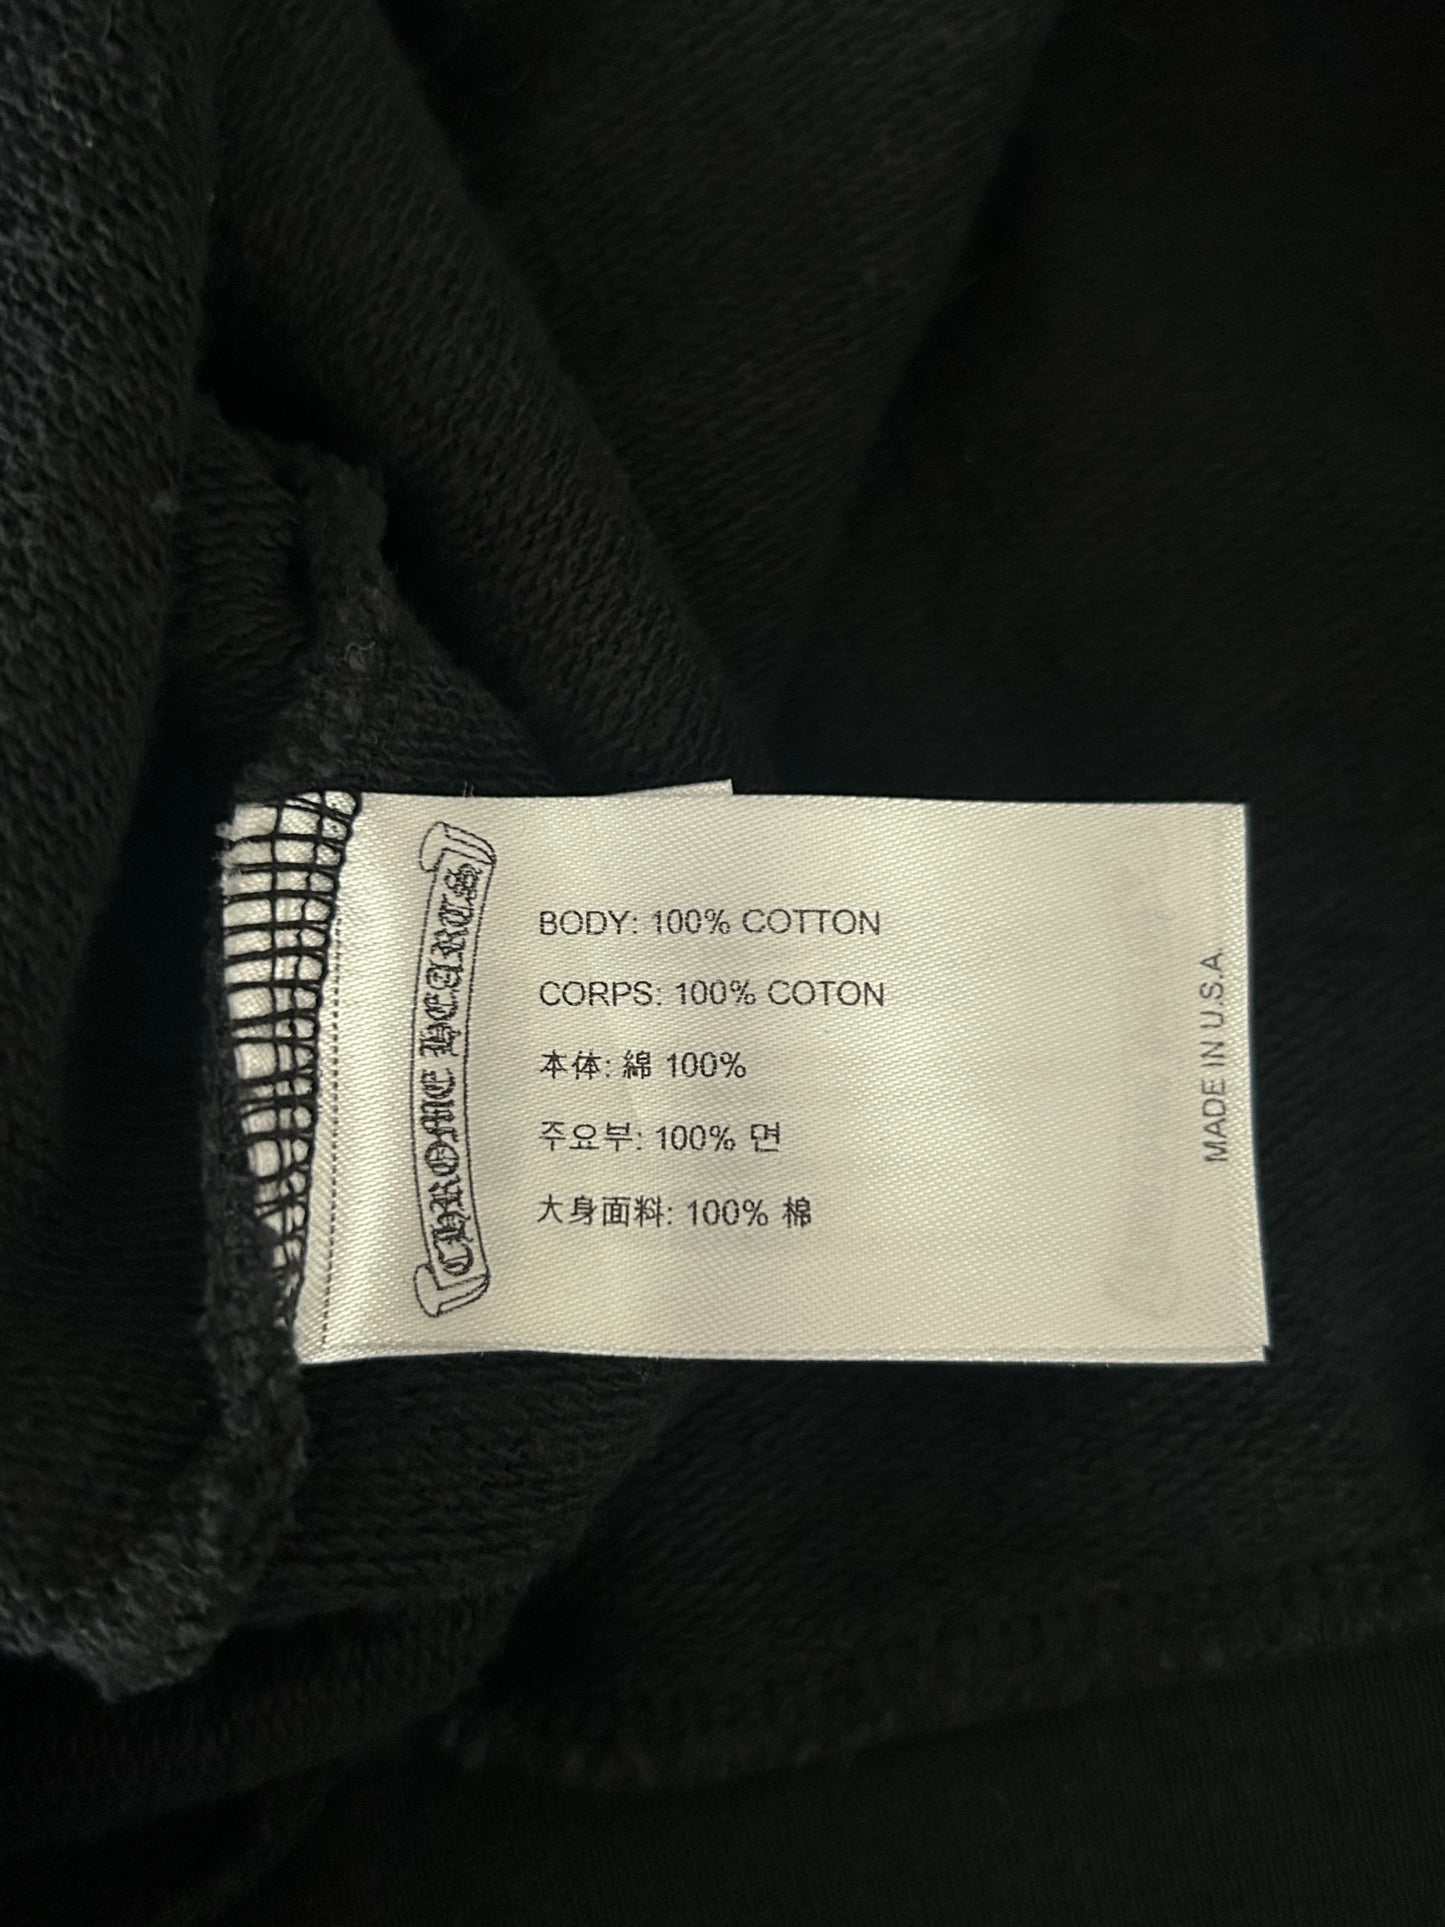 CHROME HEARTS
BODY: 100% COTTON
CORPS: 100% COTON
本体: 綿 100%
주요부: 100% 면
大身面料: 100% 棉
MADE IN U.S.A.